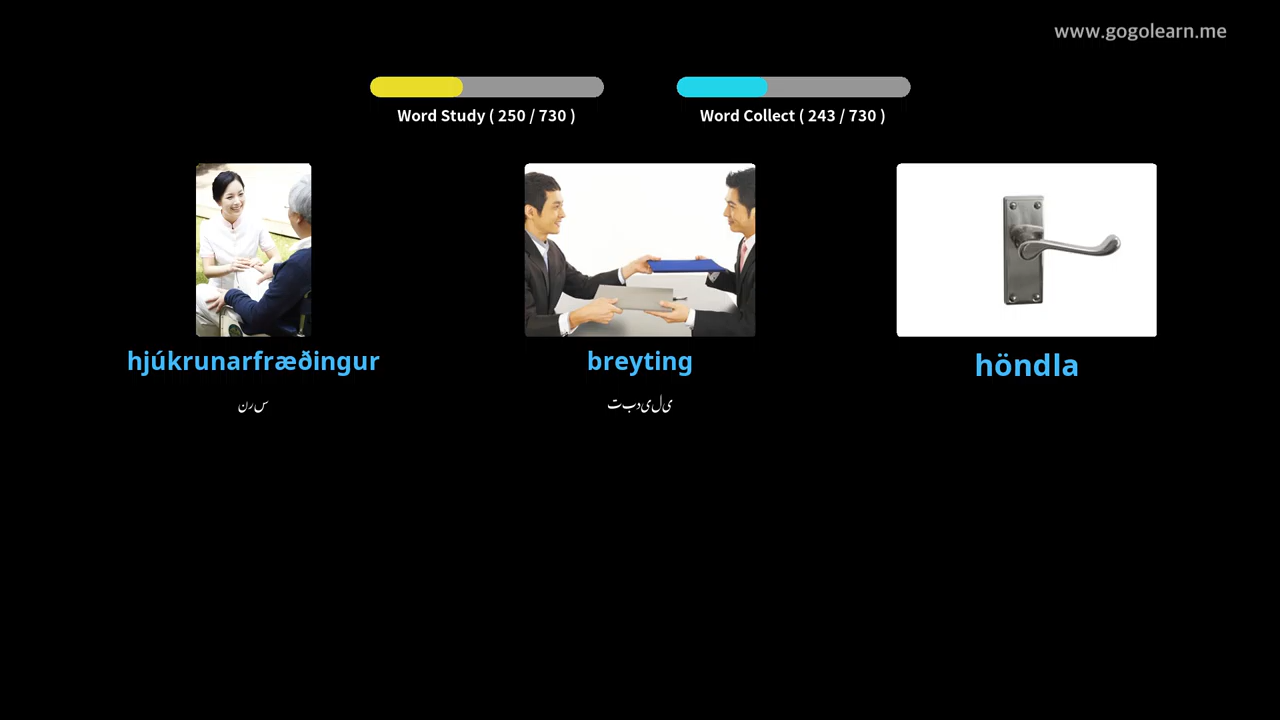 www.gogolearn.me
Word Study ( 250 / 730 )
Word Collect ( 243 / 730 )
hjúkrunarfræðingur
breyting
höndla
نرس
تبدیلی